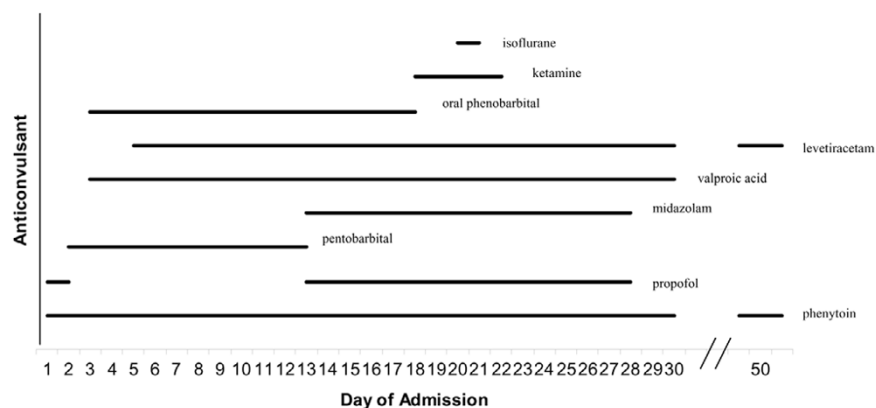 isoflurane
ketamine
oral phenobarbital
levetiracetam
valproic acid
midazolam
pentobarbital
propofol
phenytoin
Anticonvulsant
1 2 3 4 5 6 7 8 9 10 11 12 13 14 15 16 17 18 19 20 21 22 23 24 25 26 27 28 29 30 // 50
Day of Admission